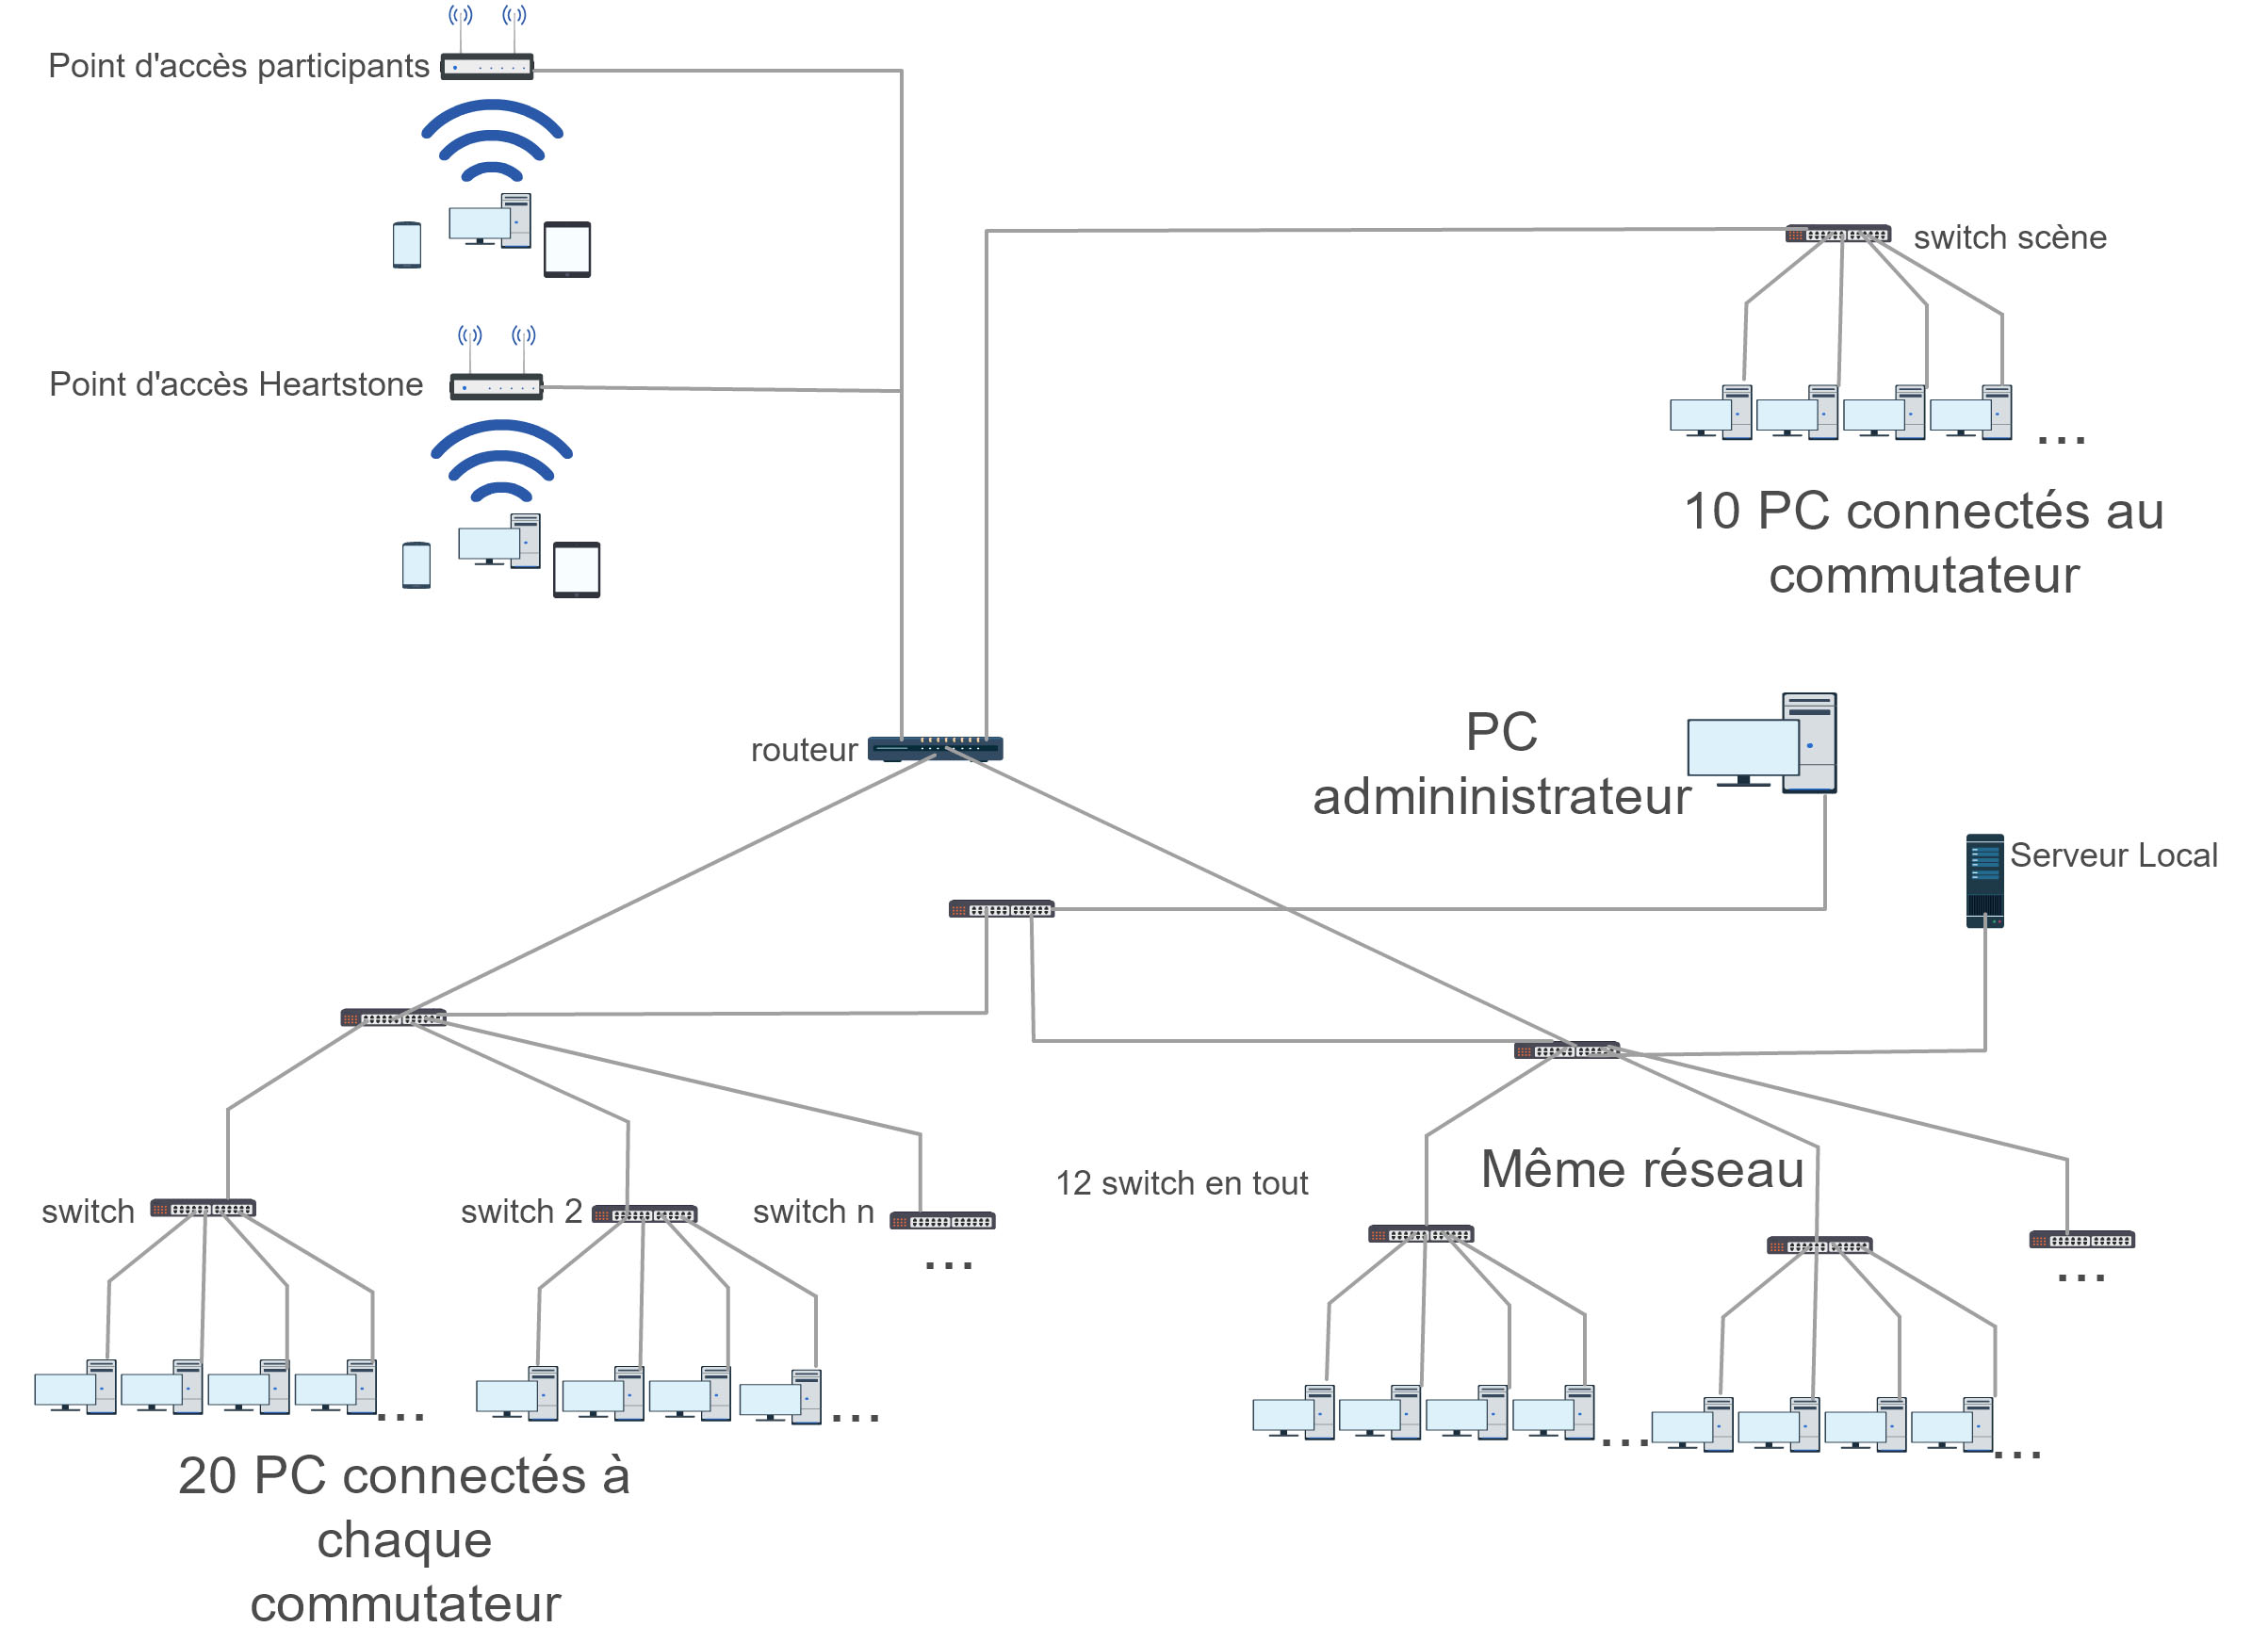 Point d'accès participants
Point d'accès Heartstone
switch scène
...
10 PC connectés au
commutateur
routeur
PC
admininistrateur
Serveur Local
switch
switch 2
switch n
...
12 switch en tout
Même réseau
...
...
...
...
...
20 PC connectés à
chaque
commutateur